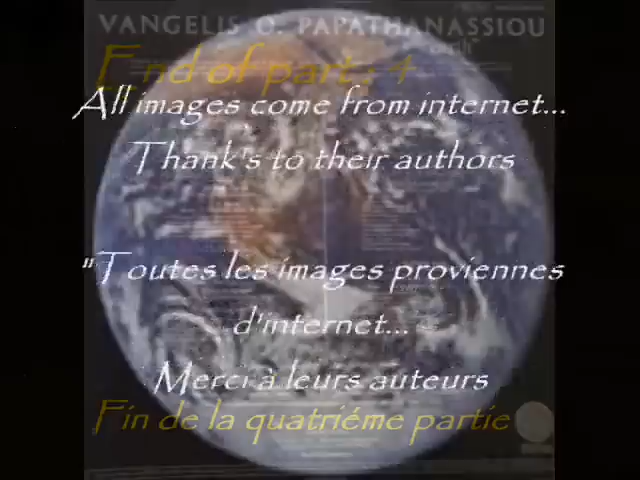 VANGELIS O. PAPATHANASSIOU
End of part : 4
All images come from internet...
Thank's to their authors
"Toutes les images proviennes
d'internet...
Merci à leurs auteurs
Fin de la quatriéme partie